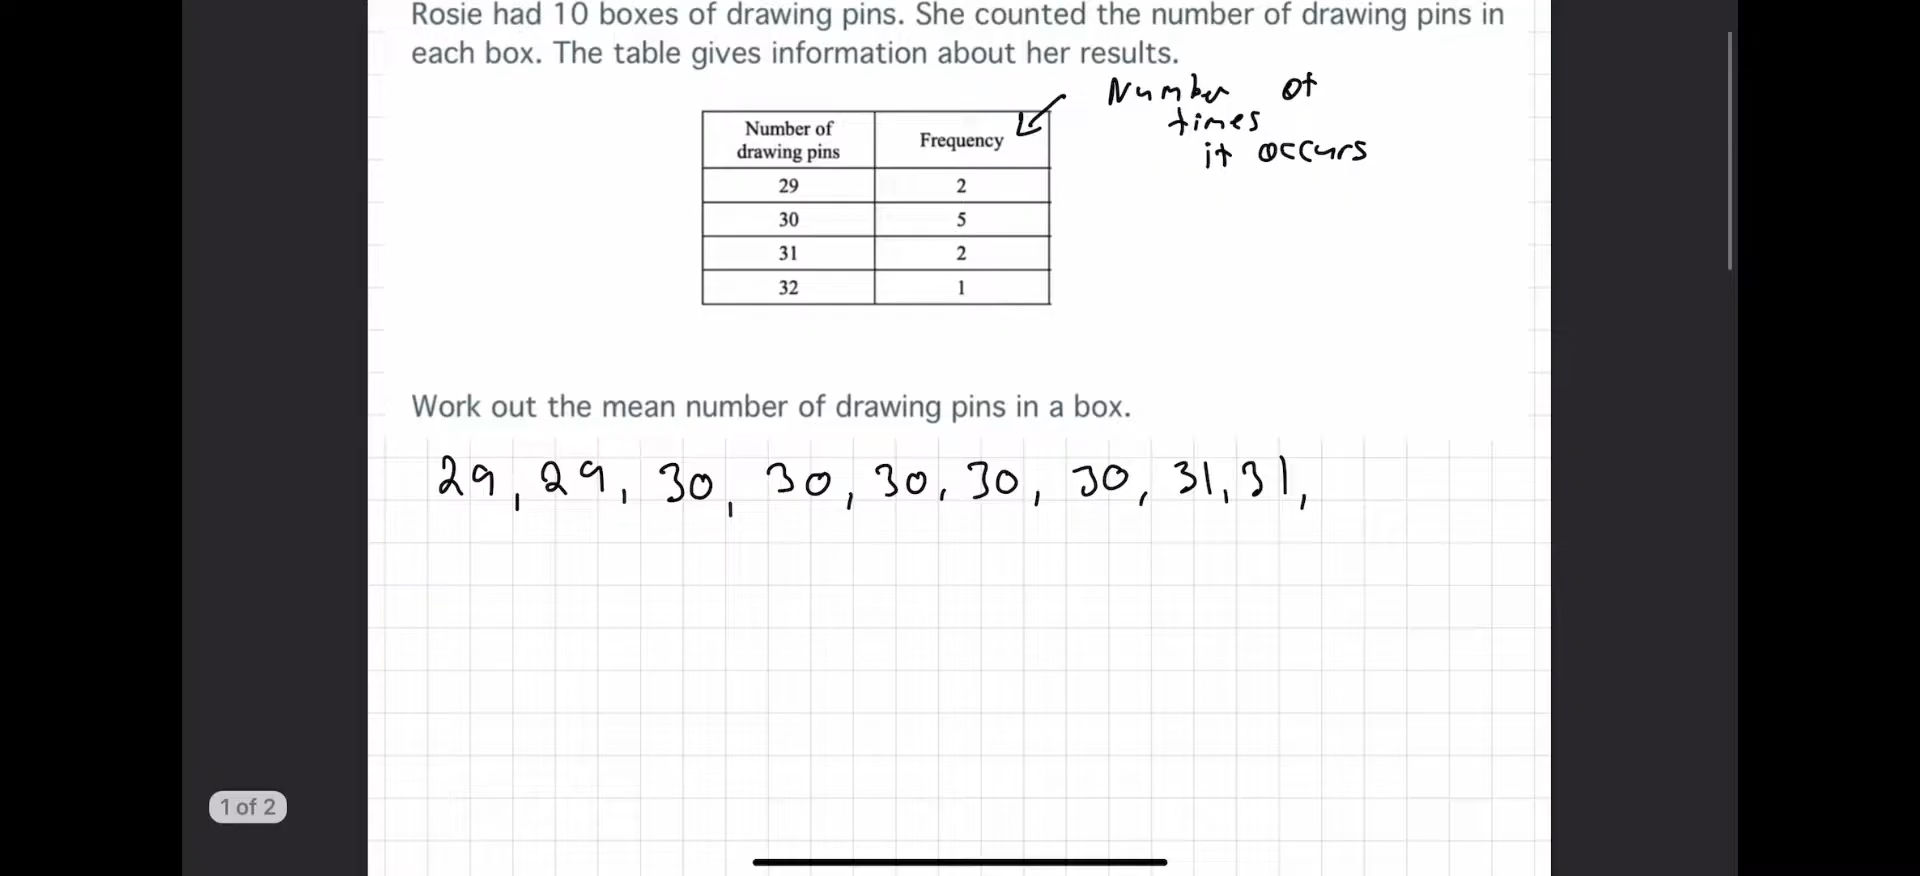 Rosie had 10 boxes of drawing pins. She counted the number of drawing pins in
each box. The table gives information about her results.
Number of
times
it occurs
Number of
drawing pins
Frequency
29 2
30 5
31 2
32 1
Work out the mean number of drawing pins in a box.
29, 29, 30, 30, 30, 30, 30, 31, 31,
1 of 2